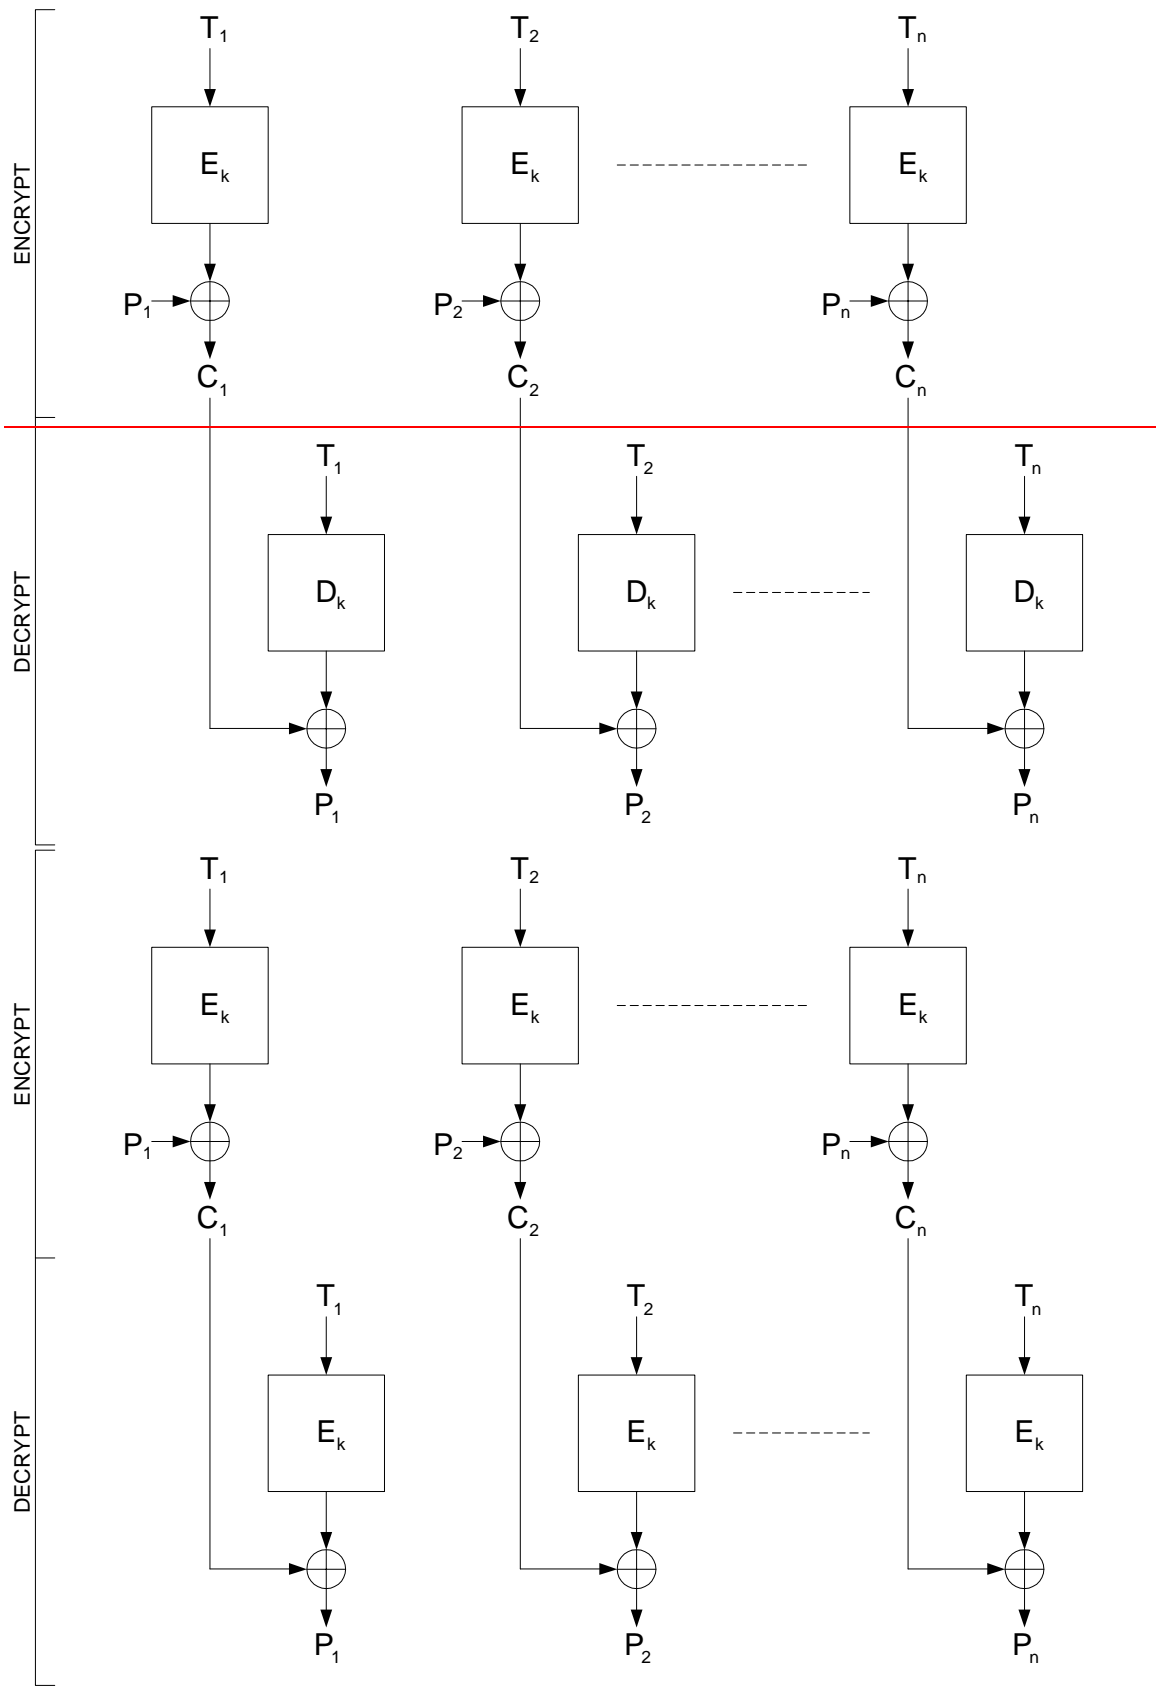 T1 T2 Tn
ENCRYPT
Ek Ek Ek
P1 P2 Pn
C1 C2 Cn
T1 T2 Tn
DECRYPT
Dk Dk Dk
P1 P2 Pn
T1 T2 Tn
ENCRYPT
Ek Ek Ek
P1 P2 Pn
C1 C2 Cn
T1 T2 Tn
DECRYPT
Ek Ek Ek
P1 P2 Pn